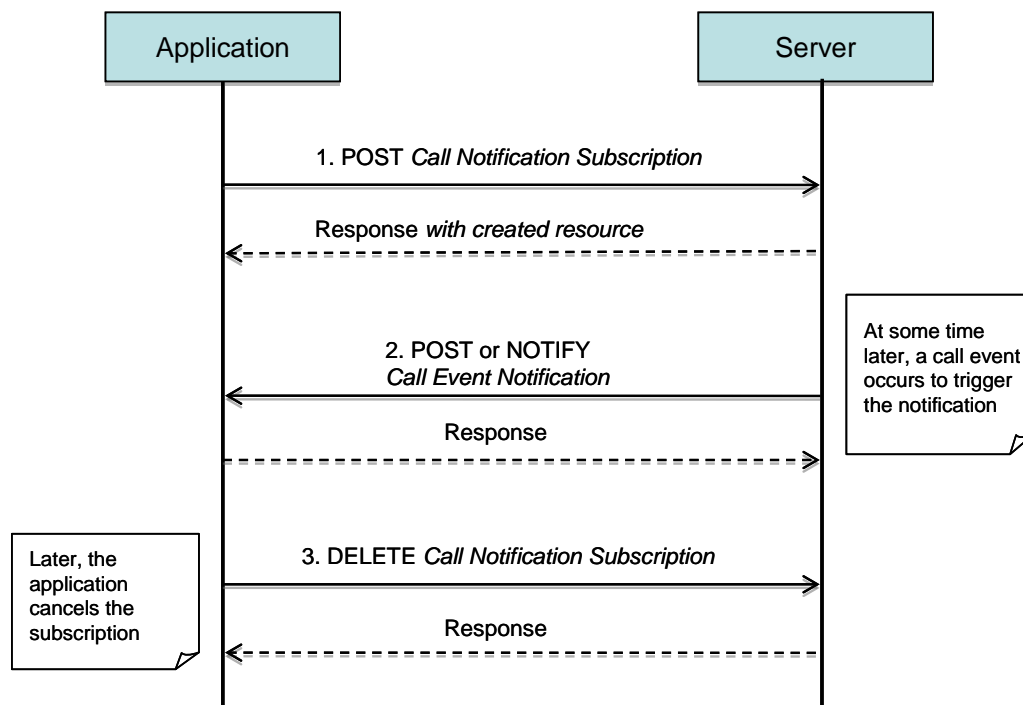 Application
Server
1. POST Call Notification Subscription
Response with created resource
At some time
later, a call event
occurs to trigger
the notification
2. POST or NOTIFY
Call Event Notification
Response
Later, the
application
cancels the
subscription
3. DELETE Call Notification Subscription
Response